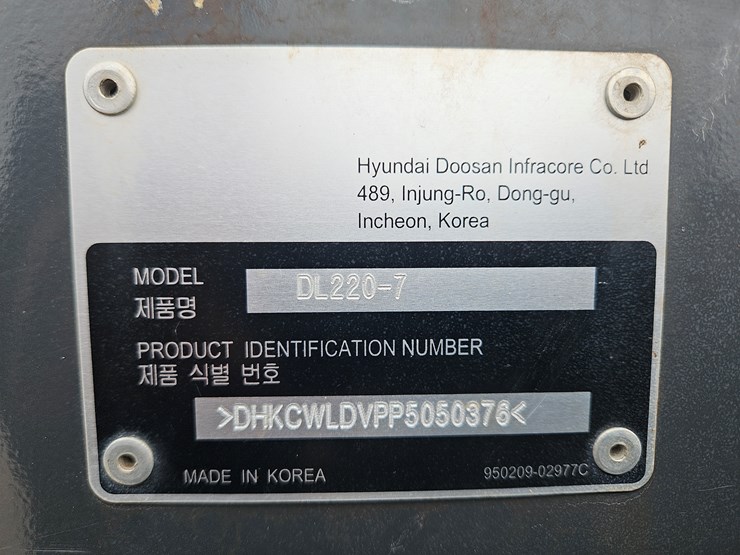 Hyundai Doosan Infracore Co. Ltd
489, Injung-Ro, Dong-gu,
Incheon, Korea
MODEL DL220-7
제품명
PRODUCT IDENTIFICATION NUMBER
제품 식별 번호
>DHKCWLDVPP5050376<
MADE IN KOREA 950209-02977C